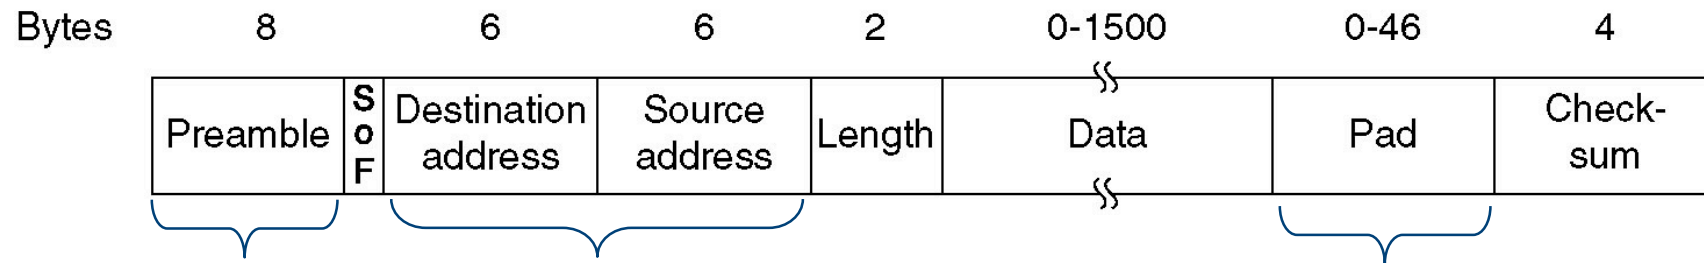 Bytes 8 6 6 2 0-1500 0-46 4
Preamble
S
o
F
Destination
address
Source
address
Length
Data
Pad
Check-
sum